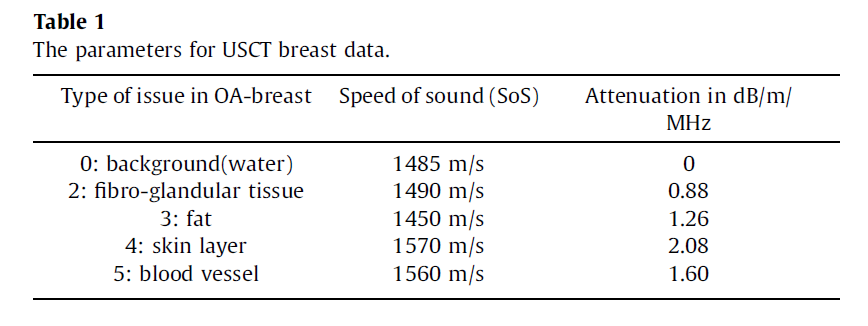 Table 1
The parameters for USCT breast data.
Type of issue in OA-breast Speed of sound (SoS) Attenuation in dB/m/
MHz
0: background(water) 1485 m/s 0
2: fibro-glandular tissue 1490 m/s 0.88
3: fat 1450 m/s 1.26
4: skin layer 1570 m/s 2.08
5: blood vessel 1560 m/s 1.60